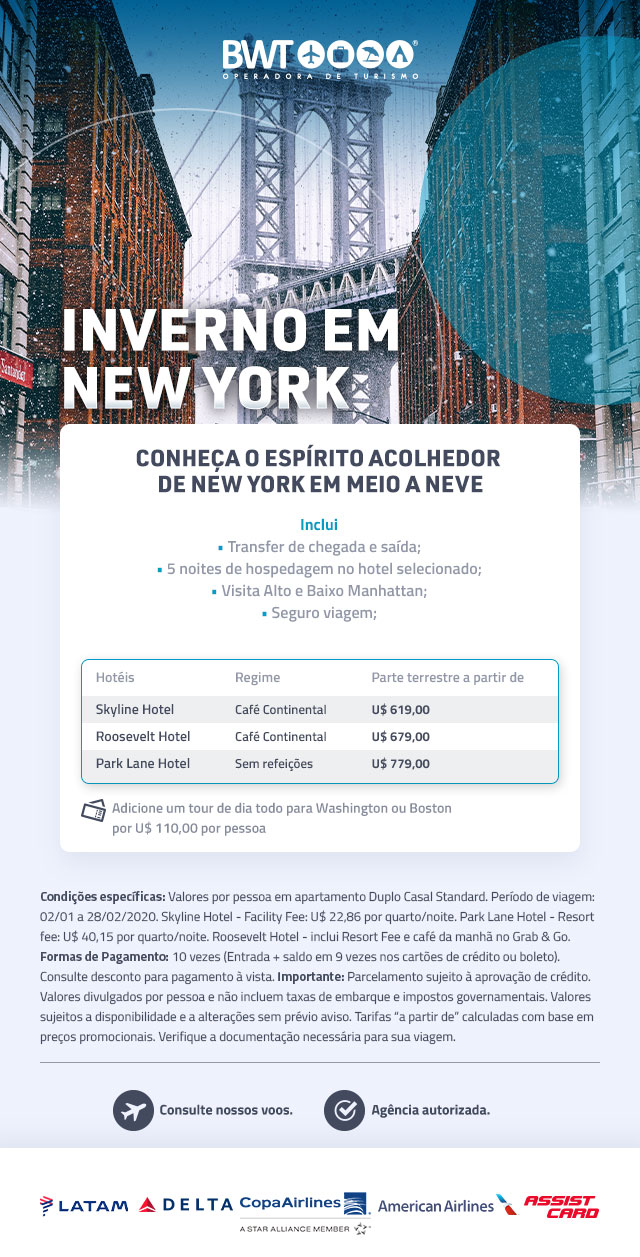 BWT
OPERADORA DE TURISMO
Santander
INVERNO EM
NEW YORK
CONHEÇA O ESPÍRITO ACOLHEDOR
DE NEW YORK EM MEIO A NEVE
Inclui
▪ Transfer de chegada e saída;
▪ 5 noites de hospedagem no hotel selecionado;
▪ Visita Alto e Baixo Manhattan;
▪ Seguro viagem;
Hotéis Regime Parte terrestre a partir de
Skyline Hotel Café Continental U$ 619,00
Roosevelt Hotel Café Continental U$ 679,00
Park Lane Hotel Sem refeições U$ 779,00
Adicione um tour de dia todo para Washington ou Boston
por U$ 110,00 por pessoa
Condições específicas: Valores por pessoa em apartamento Duplo Casal Standard. Período de viagem:
02/01 a 28/02/2020. Skyline Hotel - Facility Fee: U$ 22,86 por quarto/noite. Park Lane Hotel - Resort
fee: U$ 40,15 por quarto/noite. Roosevelt Hotel - inclui Resort Fee e café da manhã no Grab & Go.
Formas de Pagamento: 10 vezes (Entrada + saldo em 9 vezes nos cartões de crédito ou boleto).
Consulte desconto para pagamento à vista. Importante: Parcelamento sujeito à aprovação de crédito.
Valores divulgados por pessoa e não incluem taxas de embarque e impostos governamentais. Valores
sujeitos a disponibilidade e a alterações sem prévio aviso. Tarifas “a partir de” calculadas com base em
preços promocionais. Verifique a documentação necessária para sua viagem.
Consulte nossos voos. Agência autorizada.
LATAM DELTA CopaAirlines American Airlines ASSIST CARD
A STAR ALLIANCE MEMBER